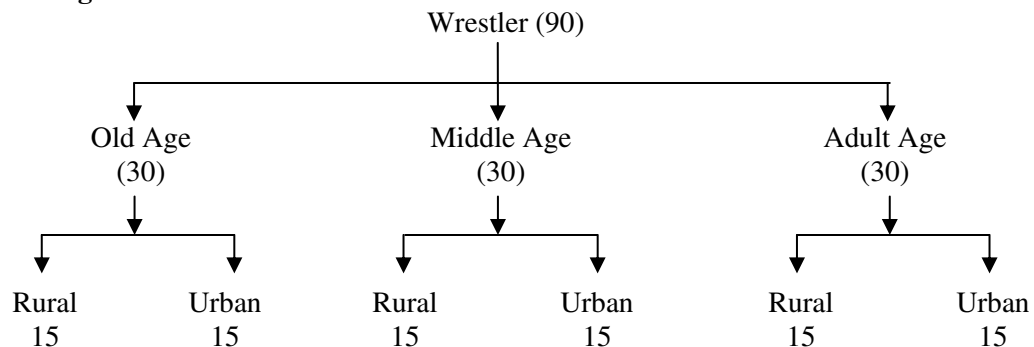 Wrestler (90)
Old Age Middle Age Adult Age
(30) (30) (30)
Rural Urban Rural Urban Rural Urban
15 15 15 15 15 15